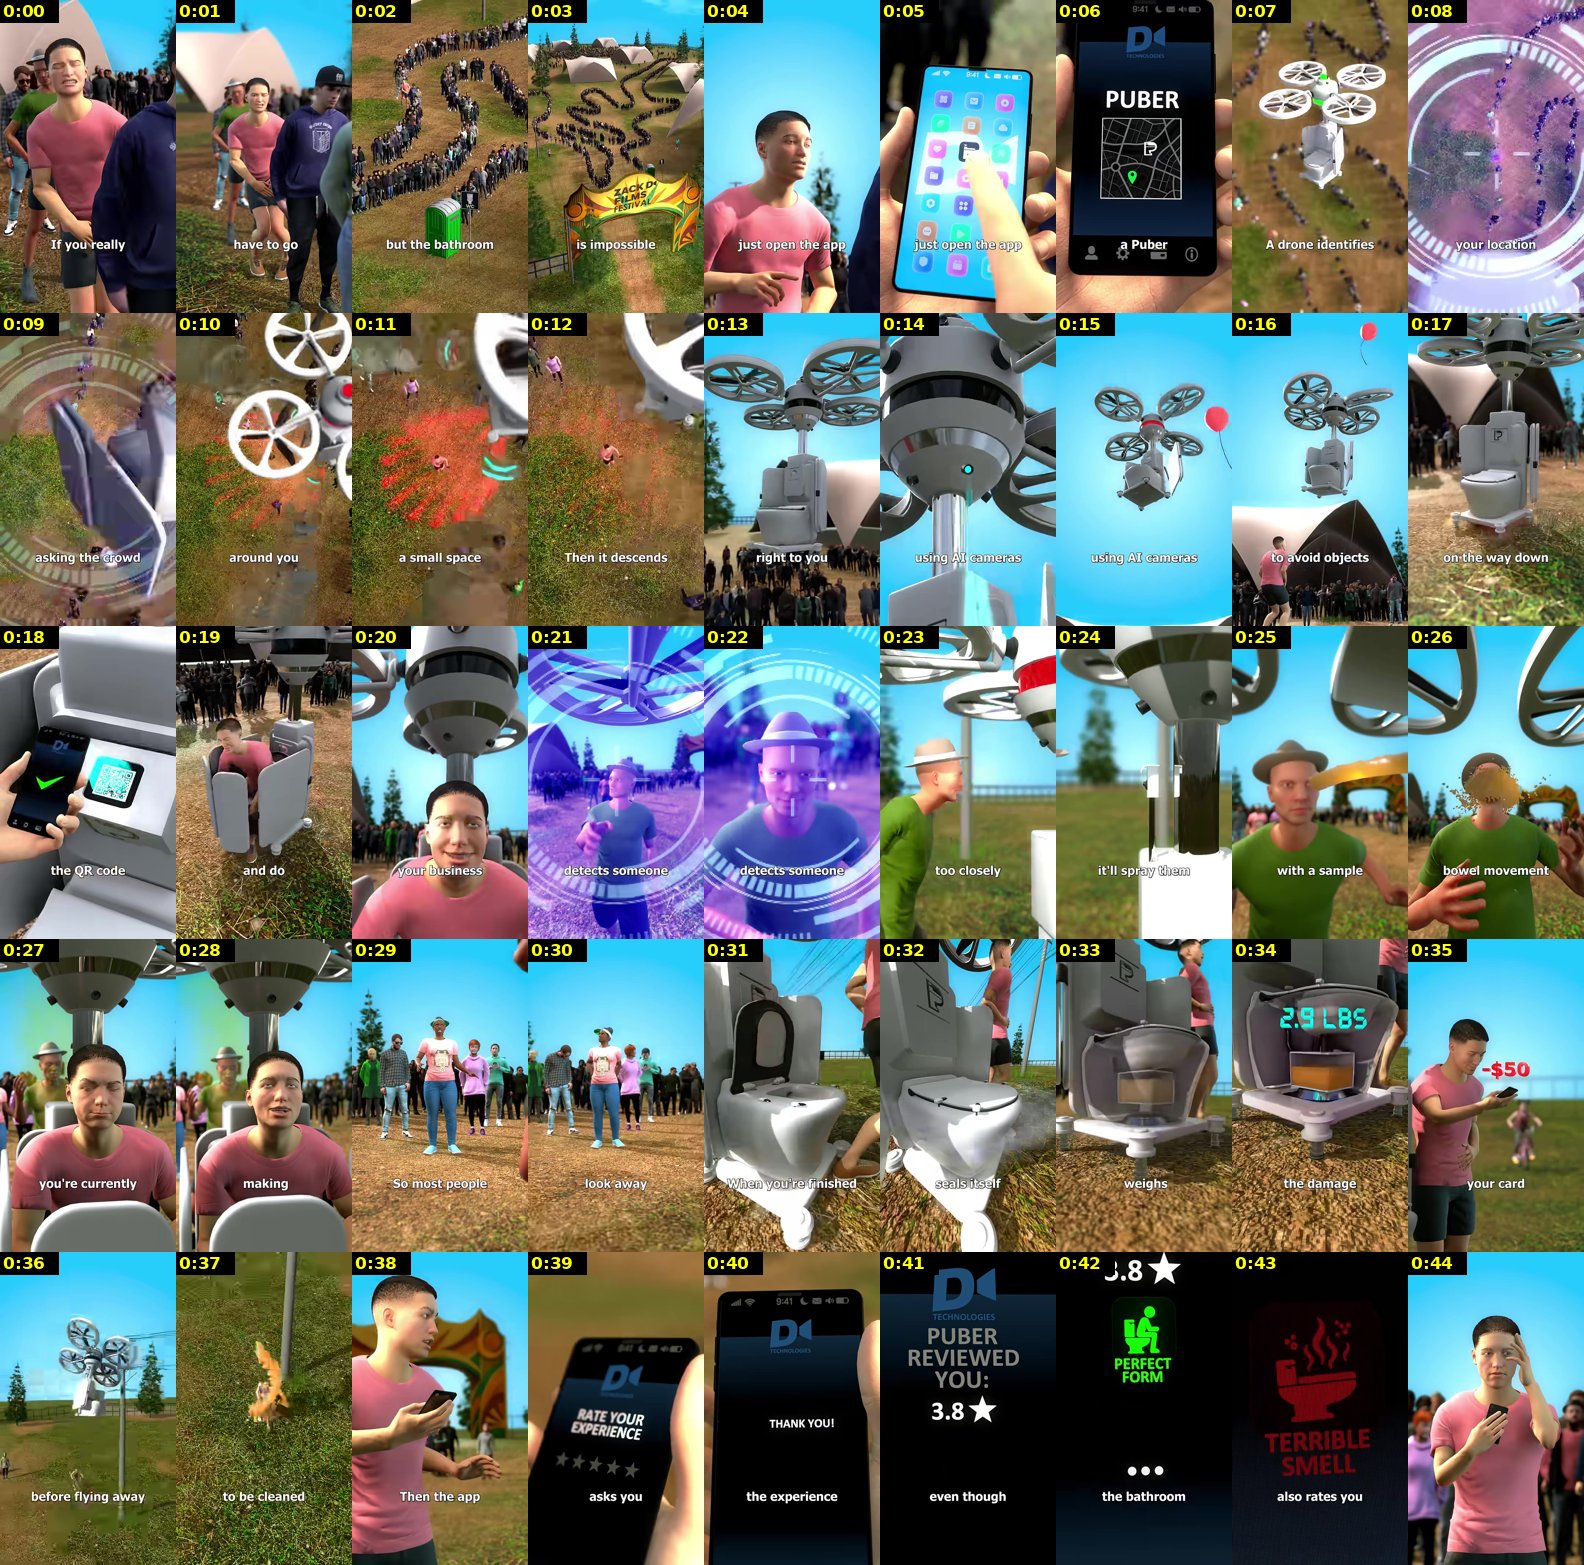 0:00
If you really
0:01
have to go
0:02
but the bathroom
0:03
ZACK D
FILMS
FESTIVAL
is impossible
0:04
just open the app
0:05
9:41
just open the app
0:06
9:41
TECHNOLOGIES
PUBER
a Puber
0:07
A drone identifies
0:08
your location
0:09
asking the crowd
0:10
around you
0:11
a small space
0:12
Then it descends
0:13
right to you
0:14
using AI cameras
0:15
using AI cameras
0:16
to avoid objects
0:17
on the way down
0:18
the QR code
0:19
and do
0:20
your business
0:21
detects someone
0:22
detects someone
0:23
too closely
0:24
it'll spray them
0:25
with a sample
0:26
bowel movement
0:27
you're currently
0:28
making
0:29
So most people
0:30
look away
0:31
When you're finished
0:32
seals itself
0:33
weighs
0:34
2.9 LBS
the damage
0:35
-$50
your card
0:36
before flying away
0:37
to be cleaned
0:38
Then the app
0:39
RATE YOUR
EXPERIENCE
asks you
0:40
9:41
TECHNOLOGIES
THANK YOU!
the experience
0:41
TECHNOLOGIES
PUBER
REVIEWED
YOU:
3.8
even though
0:42
3.8
PERFECT
FORM
the bathroom
0:43
TERRIBLE
SMELL
also rates you
0:44